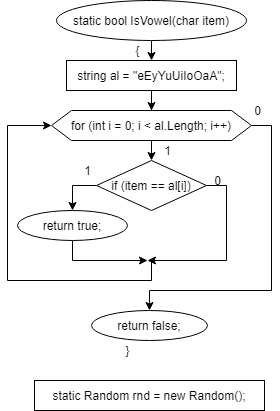 static bool IsVowel(char item)
{
string al = "eEyYuUiIoOaA";
for (int i = 0; i < al.Length; i++)
0
1
if (item == al[i])
1
0
return true;
return false;
}
static Random rnd = new Random();